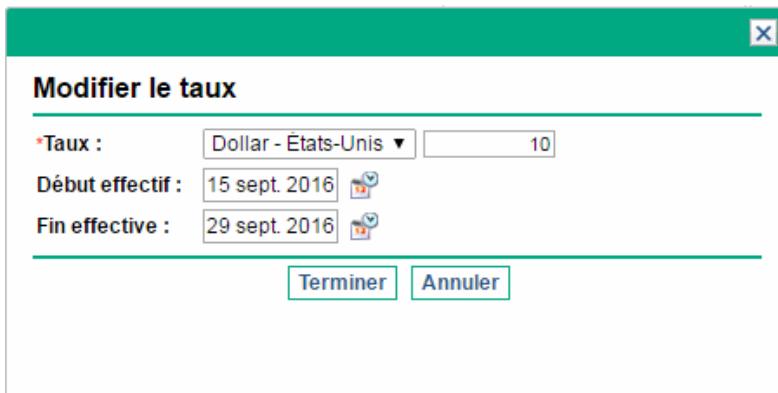 Modifier le taux
*Taux : Dollar - États-Unis ▼ 10
Début effectif : 15 sept. 2016
Fin effective : 29 sept. 2016
Terminer Annuler